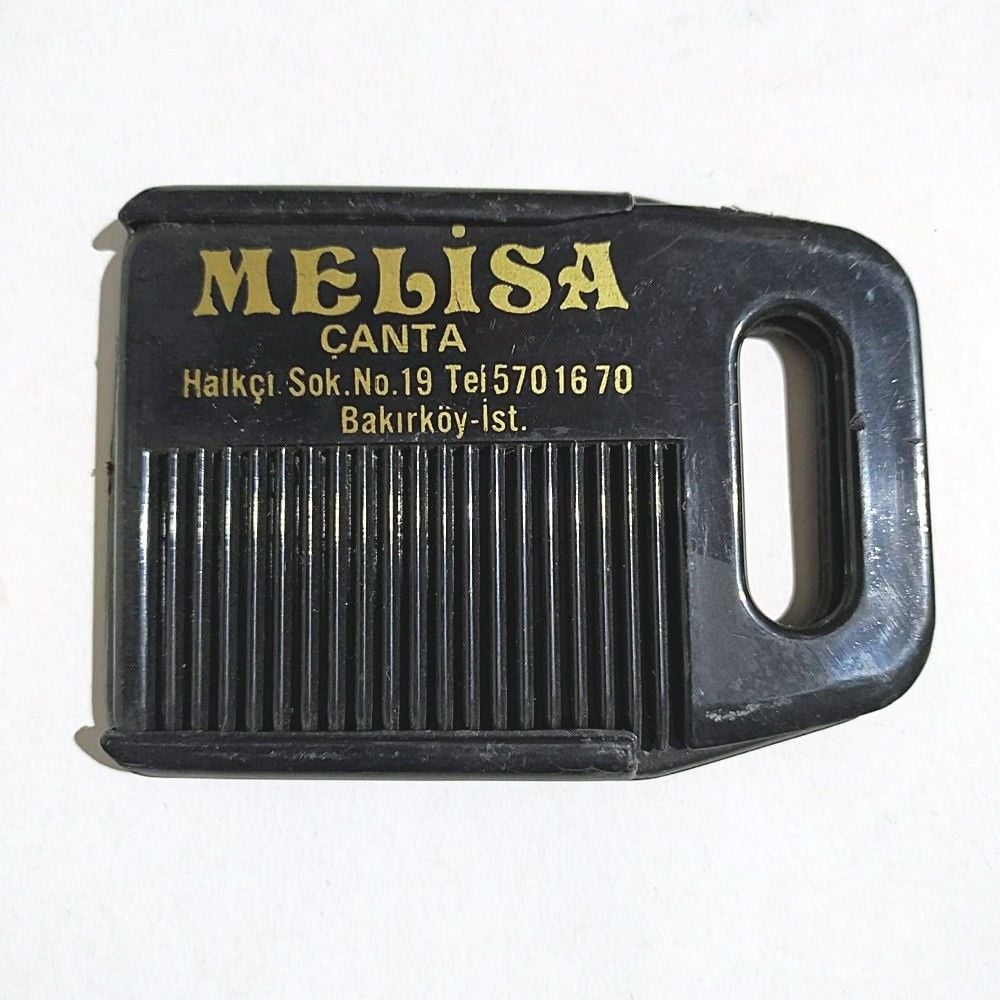 MELİSA
ÇANTA
Halkçı Sok. No.19 Tel 570 16 70
Bakırköy-İst.